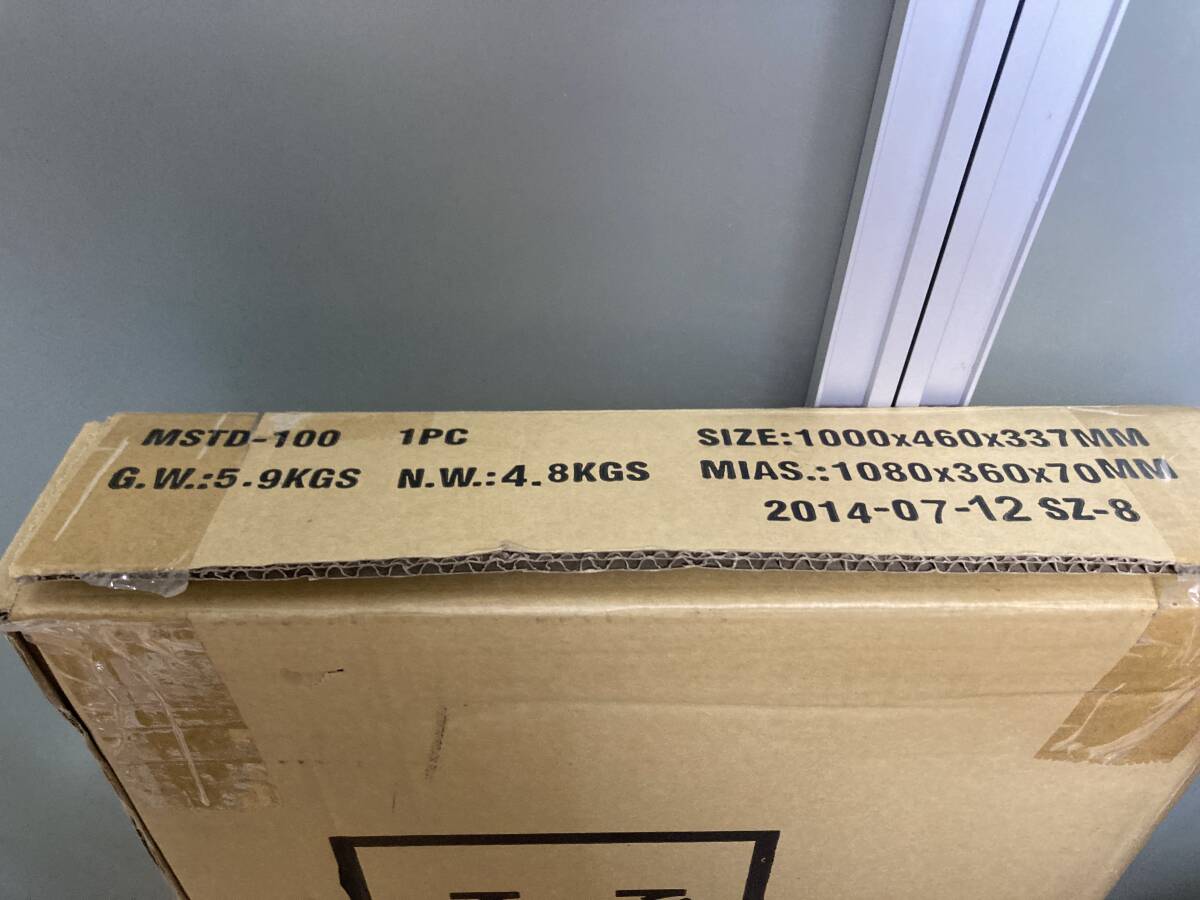 MSTD-100 1PC SIZE:1000x460x337MM
G.W.:5.9KGS N.W.:4.8KGS MIAS.:1080x360x70MM
2014-07-12 SZ-8